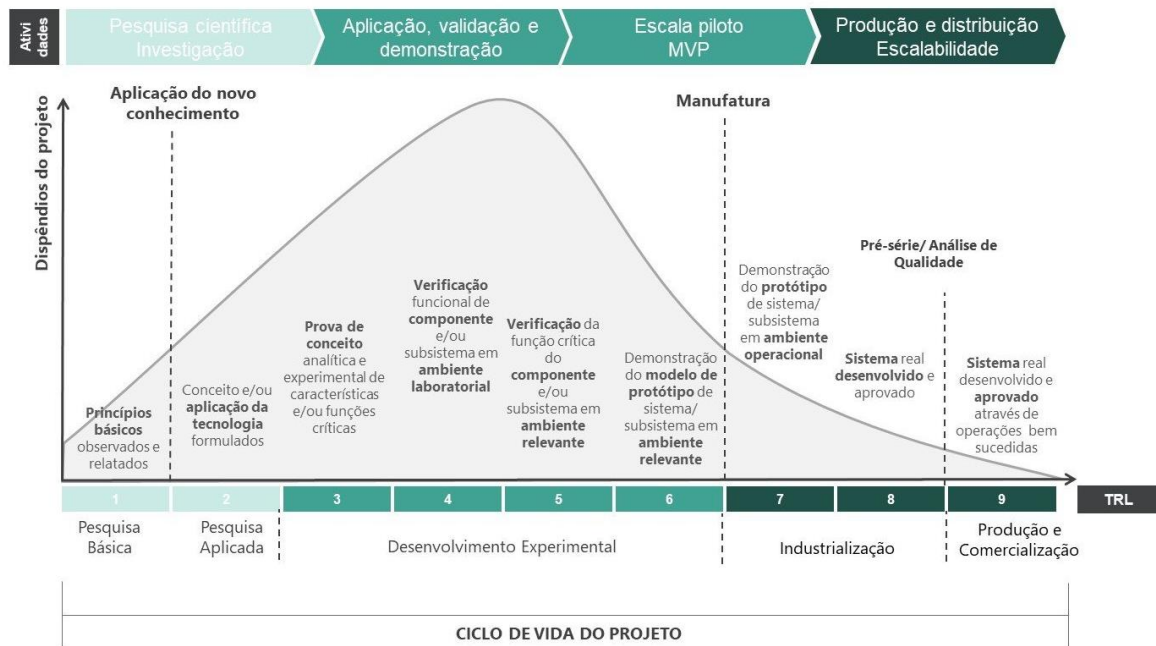 Ativi
dades
Pesquisa científica
Investigação
Aplicação, validação e
demonstração
Escala piloto
MVP
Produção e distribuição
Escalabilidade
Dispêndios do projeto
Aplicação do novo
conhecimento
Manufatura
Pré-série/ Análise de
Qualidade
Princípios
básicos
observados e
relatados
Conceito e/ou
aplicação da
tecnologia
formulados
Prova de
conceito
analítica e
experimental de
características
e/ou funções
críticas
Verificação
funcional de
componente
e/ou
subsistema em
ambiente
laboratorial
Verificação da
função crítica
do
componente
e/ou
subsistema em
ambiente
relevante
Demonstração
do modelo de
protótipo de
sistema/
subsistema em
ambiente
relevante
Demonstração
do protótipo
de sistema/
subsistema
em ambiente
operacional
Sistema real
desenvolvido e
aprovado
Sistema real
desenvolvido e
aprovado
através de
operações bem
sucedidas
1
2
3
4
5
6
7
8
9
TRL
Pesquisa
Básica
Pesquisa
Aplicada
Desenvolvimento Experimental
Industrialização
Produção e
Comercialização
CICLO DE VIDA DO PROJETO